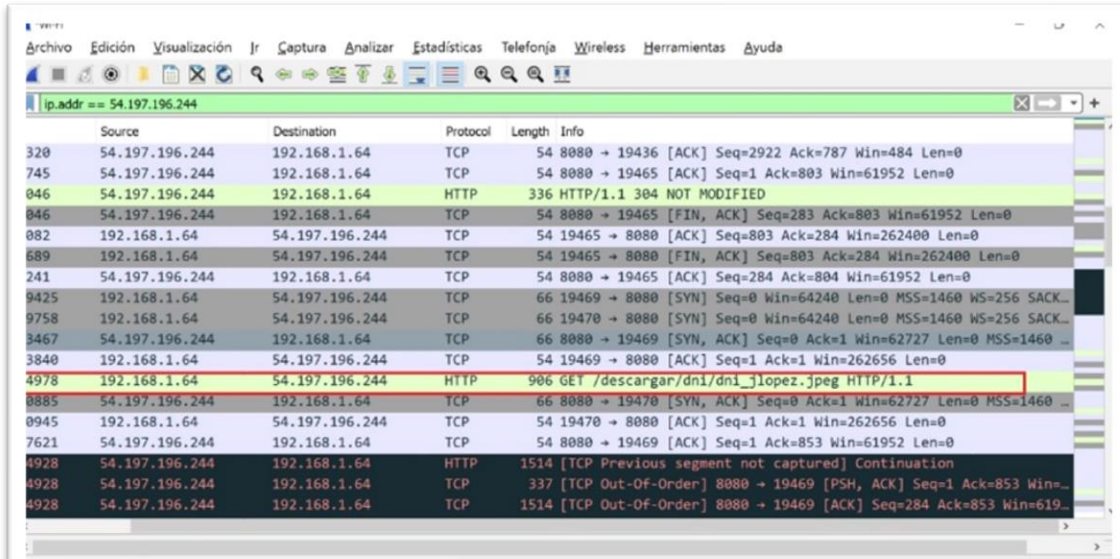 Wi-Fi
Archivo Edición Visualización Ir Captura Analizar Estadísticas Telefonía Wireless Herramientas Ayuda
ip.addr == 54.197.196.244
Source Destination Protocol Length Info
320 54.197.196.244 192.168.1.64 TCP 54 8080 → 19436 [ACK] Seq=2922 Ack=787 Win=484 Len=0
745 54.197.196.244 192.168.1.64 TCP 54 8080 → 19465 [ACK] Seq=1 Ack=803 Win=61952 Len=0
046 54.197.196.244 192.168.1.64 HTTP 336 HTTP/1.1 304 NOT MODIFIED
046 54.197.196.244 192.168.1.64 TCP 54 8080 → 19465 [FIN, ACK] Seq=283 Ack=803 Win=61952 Len=0
082 192.168.1.64 54.197.196.244 TCP 54 19465 → 8080 [ACK] Seq=803 Ack=284 Win=262400 Len=0
689 192.168.1.64 54.197.196.244 TCP 54 19465 → 8080 [FIN, ACK] Seq=803 Ack=284 Win=262400 Len=0
241 54.197.196.244 192.168.1.64 TCP 54 8080 → 19465 [ACK] Seq=284 Ack=804 Win=61952 Len=0
9425 192.168.1.64 54.197.196.244 TCP 66 19469 → 8080 [SYN] Seq=0 Win=64240 Len=0 MSS=1460 WS=256 SACK…
9758 192.168.1.64 54.197.196.244 TCP 66 19470 → 8080 [SYN] Seq=0 Win=64240 Len=0 MSS=1460 WS=256 SACK…
3467 54.197.196.244 192.168.1.64 TCP 66 8080 → 19469 [SYN, ACK] Seq=0 Ack=1 Win=62727 Len=0 MSS=1460 …
3840 192.168.1.64 54.197.196.244 TCP 54 19469 → 8080 [ACK] Seq=1 Ack=1 Win=262656 Len=0
4978 192.168.1.64 54.197.196.244 HTTP 906 GET /descargar/dni/dni_jlopez.jpeg HTTP/1.1
0885 54.197.196.244 192.168.1.64 TCP 66 8080 → 19470 [SYN, ACK] Seq=0 Ack=1 Win=62727 Len=0 MSS=1460 …
0945 192.168.1.64 54.197.196.244 TCP 54 19470 → 8080 [ACK] Seq=1 Ack=1 Win=262656 Len=0
7621 54.197.196.244 192.168.1.64 TCP 54 8080 → 19469 [ACK] Seq=1 Ack=853 Win=61952 Len=0
4928 54.197.196.244 192.168.1.64 HTTP 1514 [TCP Previous segment not captured] Continuation
4928 54.197.196.244 192.168.1.64 TCP 337 [TCP Out-Of-Order] 8080 → 19469 [PSH, ACK] Seq=1 Ack=853 Win=…
4928 54.197.196.244 192.168.1.64 TCP 1514 [TCP Out-Of-Order] 8080 → 19469 [ACK] Seq=284 Ack=853 Win=619…